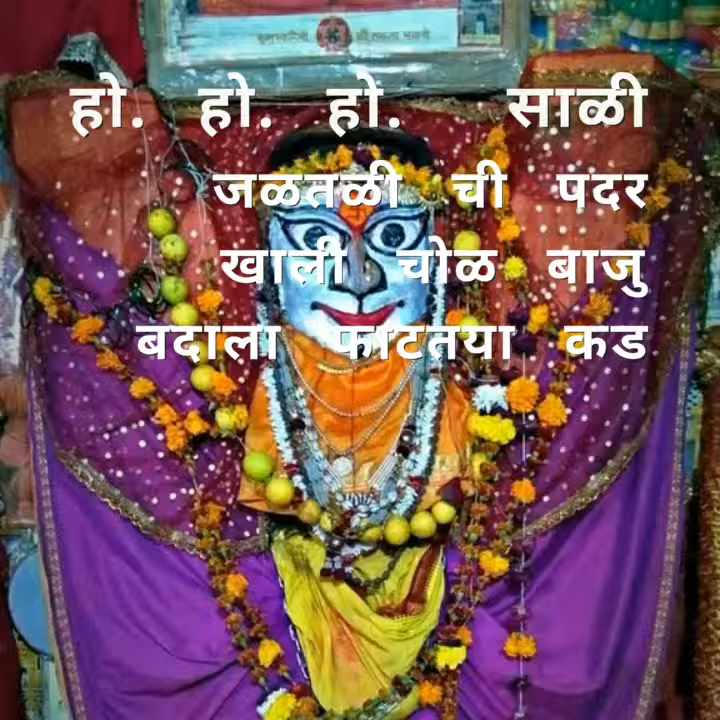 हो. हो. हो. साळी
जळतळी ची पदर
खाली चोळ बाजु
बदाला फाटतया कड